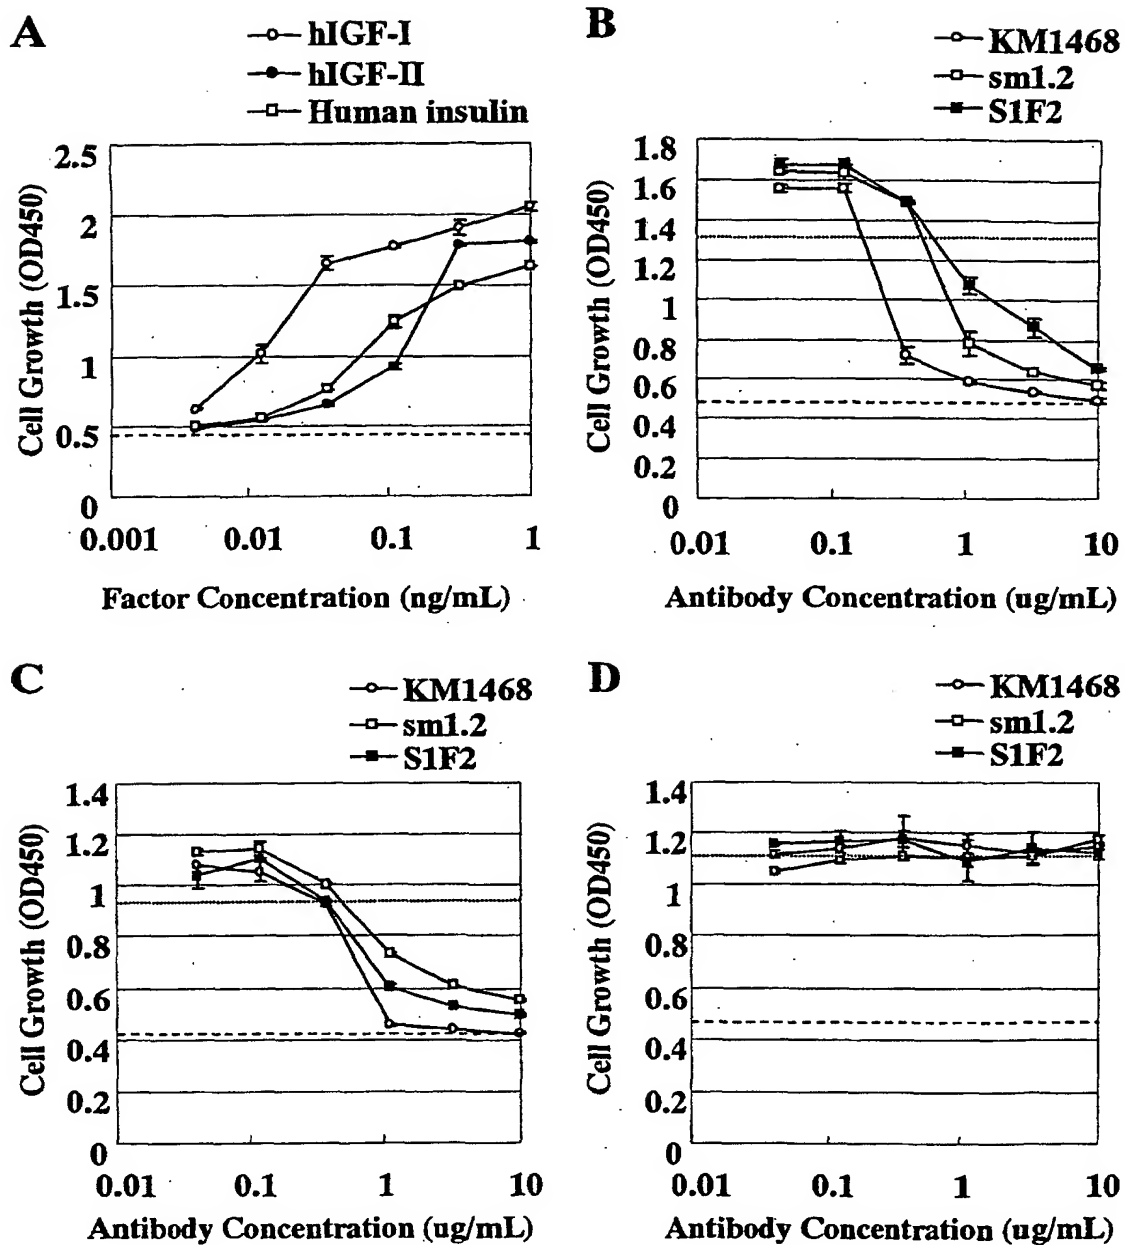 A
hIGF-I
hIGF-II
Human insulin
Cell Growth (OD450)
2.5
2
1.5
1
0.5
0
0.001 0.01 0.1 1
Factor Concentration (ng/mL)
B
KM1468
sm1.2
S1F2
Cell Growth (OD450)
1.8
1.6
1.4
1.2
1
0.8
0.6
0.4
0.2
0
0.01 0.1 1 10
Antibody Concentration (ug/mL)
C
KM1468
sm1.2
S1F2
Cell Growth (OD450)
1.4
1.2
1
0.8
0.6
0.4
0.2
0
0.01 0.1 1 10
Antibody Concentration (ug/mL)
D
KM1468
sm1.2
S1F2
Cell Growth (OD450)
1.4
1.2
1
0.8
0.6
0.4
0.2
0
0.01 0.1 1 10
Antibody Concentration (ug/mL)